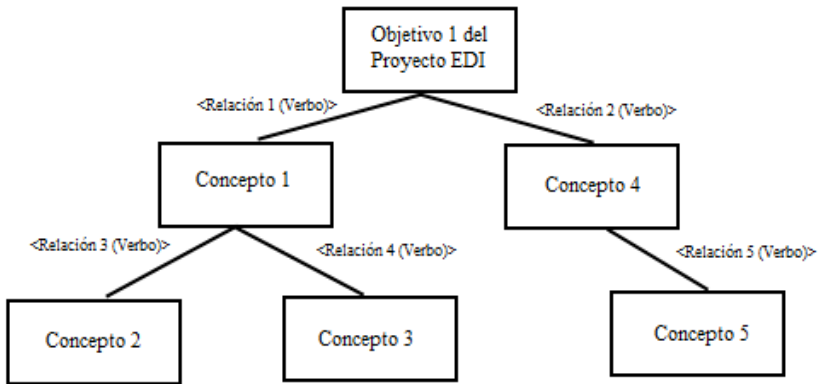 Objetivo 1 del
Proyecto EDI
<Relación 1 (Verbo)>
<Relación 2 (Verbo)>
Concepto 1
Concepto 4
<Relación 3 (Verbo)>
<Relación 4 (Verbo)>
<Relación 5 (Verbo)>
Concepto 2
Concepto 3
Concepto 5